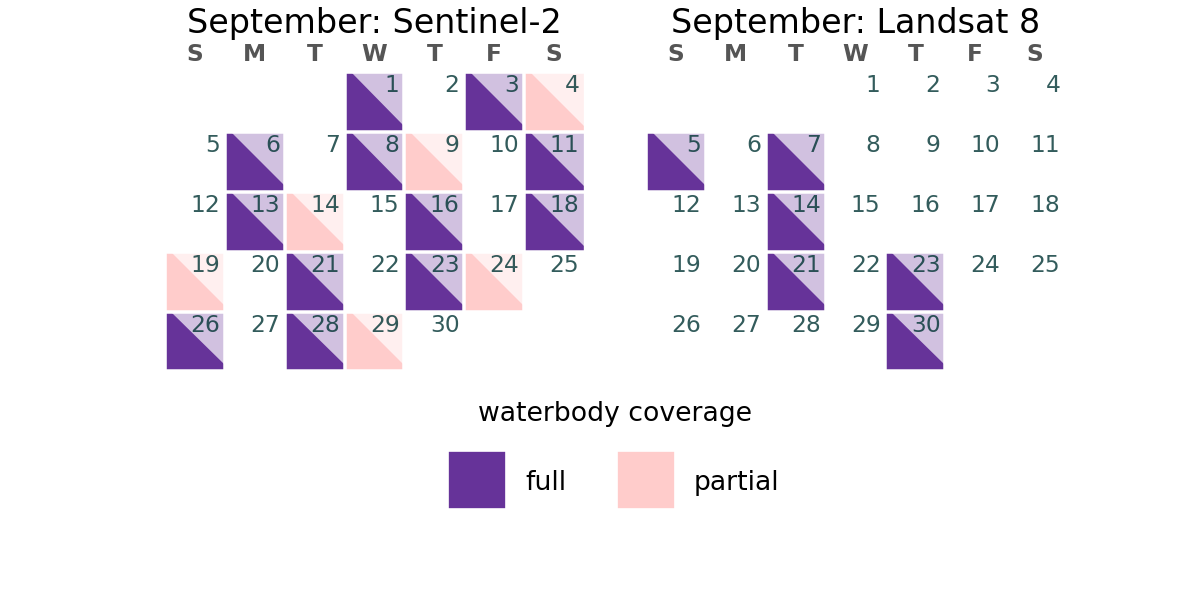 September: Sentinel-2
S M T W T F S
1 2 3 4
5 6 7 8 9 10 11
12 13 14 15 16 17 18
19 20 21 22 23 24 25
26 27 28 29 30
September: Landsat 8
S M T W T F S
1 2 3 4
5 6 7 8 9 10 11
12 13 14 15 16 17 18
19 20 21 22 23 24 25
26 27 28 29 30
waterbody coverage
full
partial